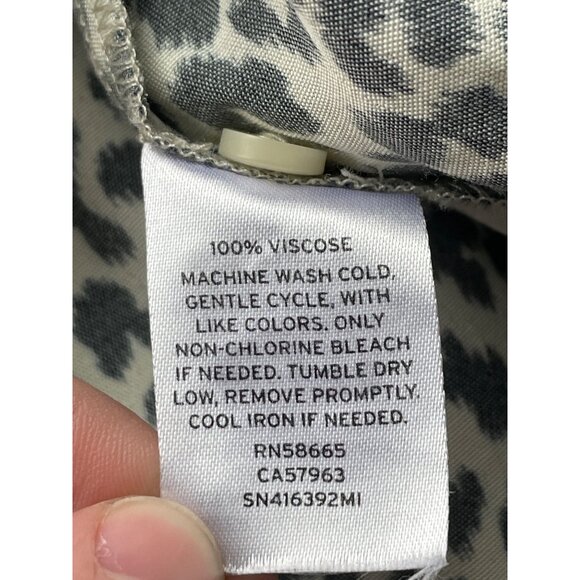 100% VISCOSE
MACHINE WASH COLD,
GENTLE CYCLE, WITH
LIKE COLORS. ONLY
NON-CHLORINE BLEACH
IF NEEDED. TUMBLE DRY
LOW, REMOVE PROMPTLY.
COOL IRON IF NEEDED.
RN58665
CA57963
SN416392MI